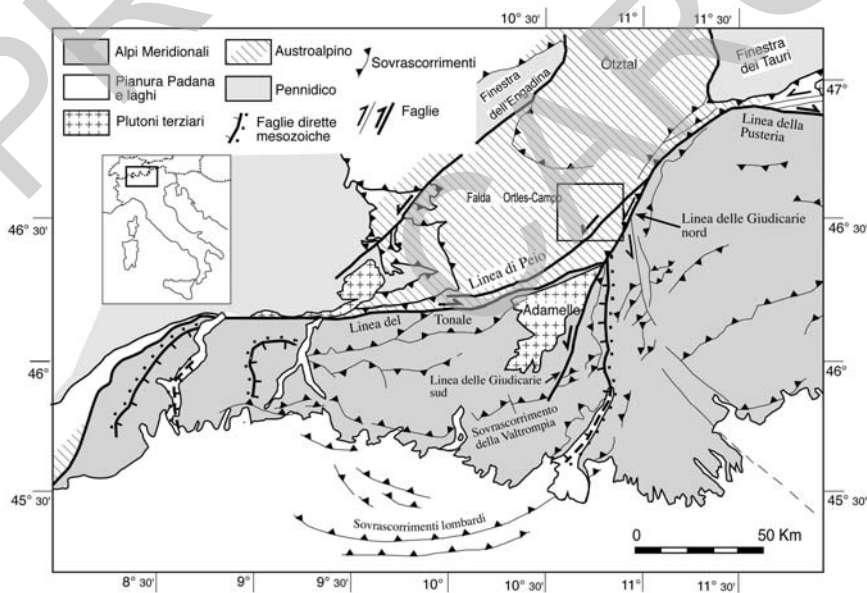 10° 30'
11°
11° 30'
Alpi Meridionali
Pianura Padana
e laghi
Plutoni terziari
Austroalpino
Pennidico
Faglie dirette
mesozoiche
Sovrascorrimenti
Faglie
Finestra
dell'Engadina
Ötztal
Finestra
dei Tauri
47°
Linea della
Pusteria
Falda Ortles-Campo
Linea delle Giudicarie
nord
46° 30'
46° 30'
Linea di Peio
Linea del Tonale
Adamello
46°
46°
Linea delle Giudicarie
sud
Sovrascorrimento
della Valtrompia
45° 30'
45° 30'
Sovrascorrimenti lombardi
0 50 Km
8° 30'
9°
9° 30'
10°
10° 30'
11°
11° 30'